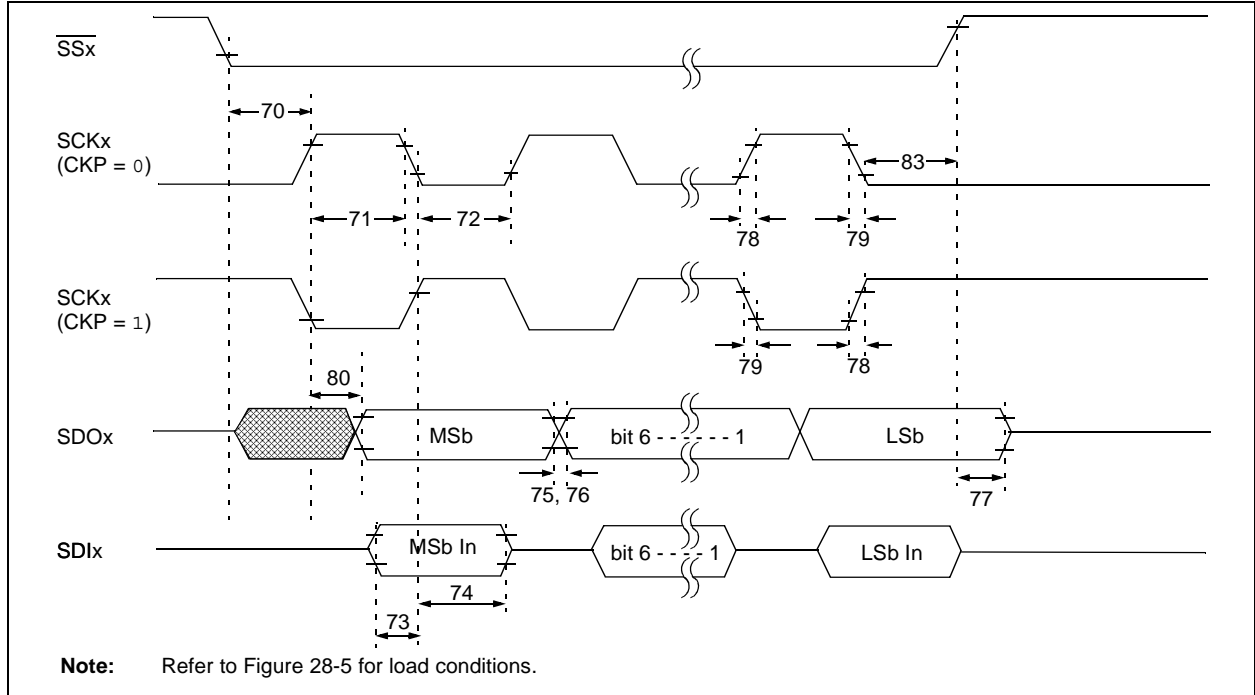 SSx
70
SCKx
(CKP = 0)
83
71
72
78
79
SCKx
(CKP = 1)
79
78
80
SDOx
MSb
bit 6 - - - - - - 1
LSb
75, 76
77
SDIx
MSb In
bit 6 - - - - 1
LSb In
74
73
Note: Refer to Figure 28-5 for load conditions.